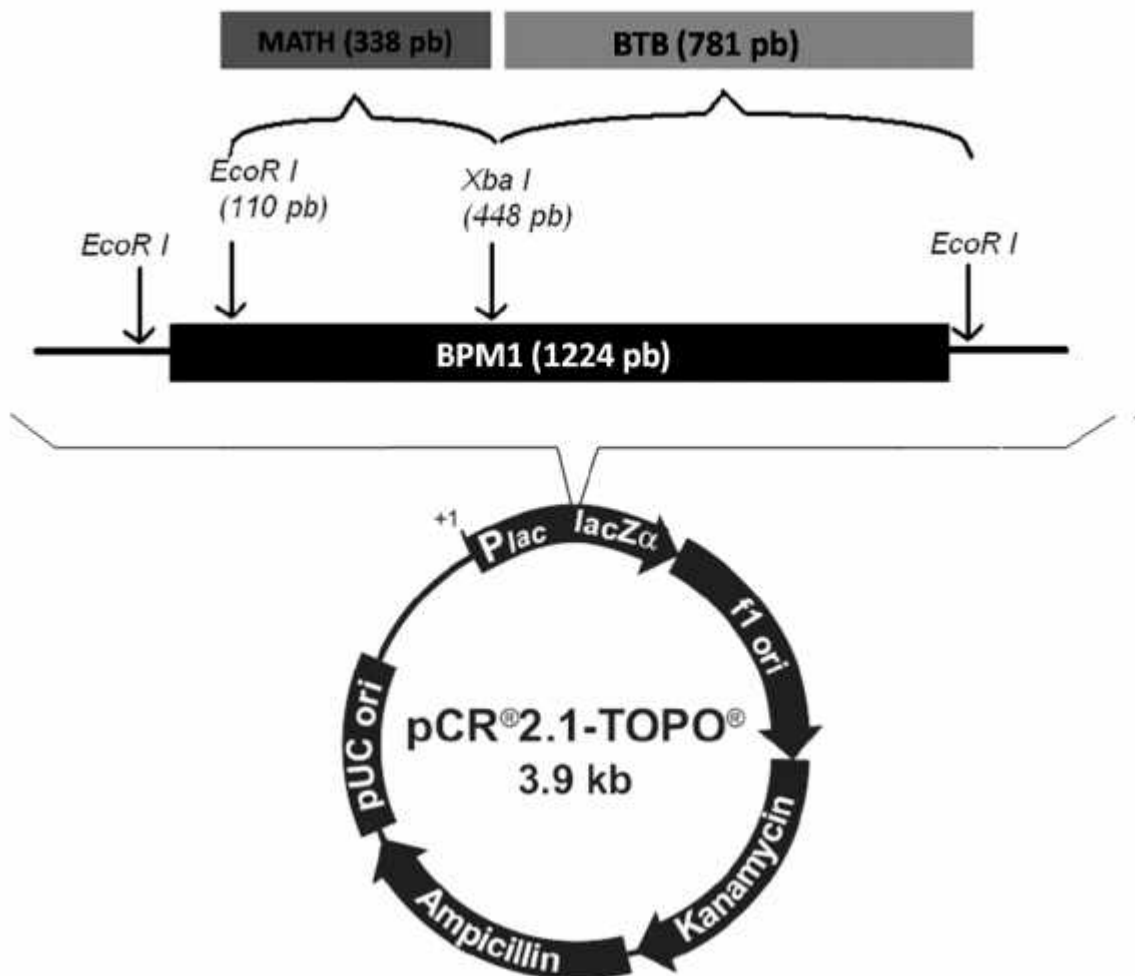 MATH (338 pb)
BTB (781 pb)
EcoR I
(110 pb)
Xba I
(448 pb)
EcoR I
EcoR I
BPM1 (1224 pb)
+1
Plac
lacZα
f1 ori
Kanamycin
Ampicillin
pUC ori
pCR®2.1-TOPO®
3.9 kb